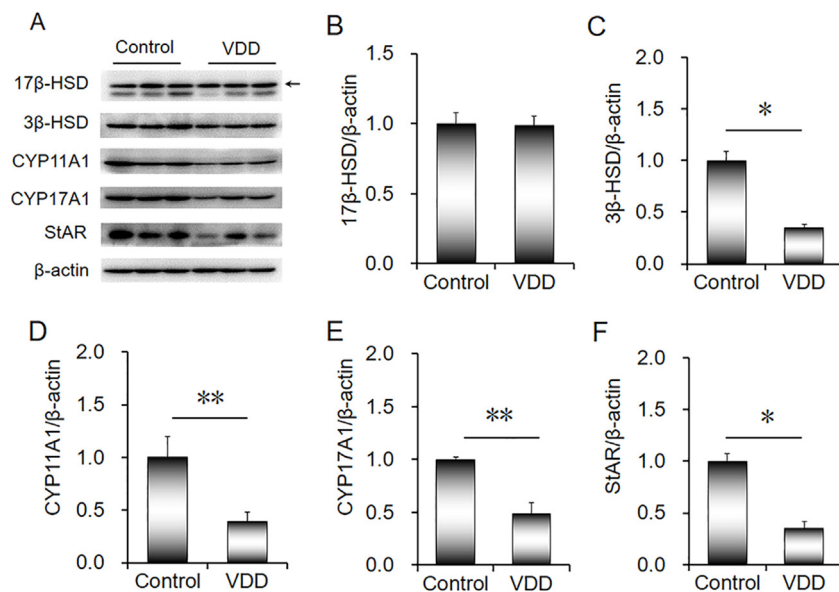 A
Control VDD
17β-HSD
3β-HSD
CYP11A1
CYP17A1
StAR
β-actin
B
17β-HSD/β-actin
1.5
1.0
0.5
0.0
Control VDD
C
3β-HSD/β-actin
2.0
1.5
1.0
0.5
0.0
*
Control VDD
D
CYP11A1/β-actin
2.0
1.5
1.0
0.5
0.0
**
Control VDD
E
CYP17A1/β-actin
2.0
1.5
1.0
0.5
0.0
**
Control VDD
F
StAR/β-actin
2.0
1.5
1.0
0.5
0.0
*
Control VDD